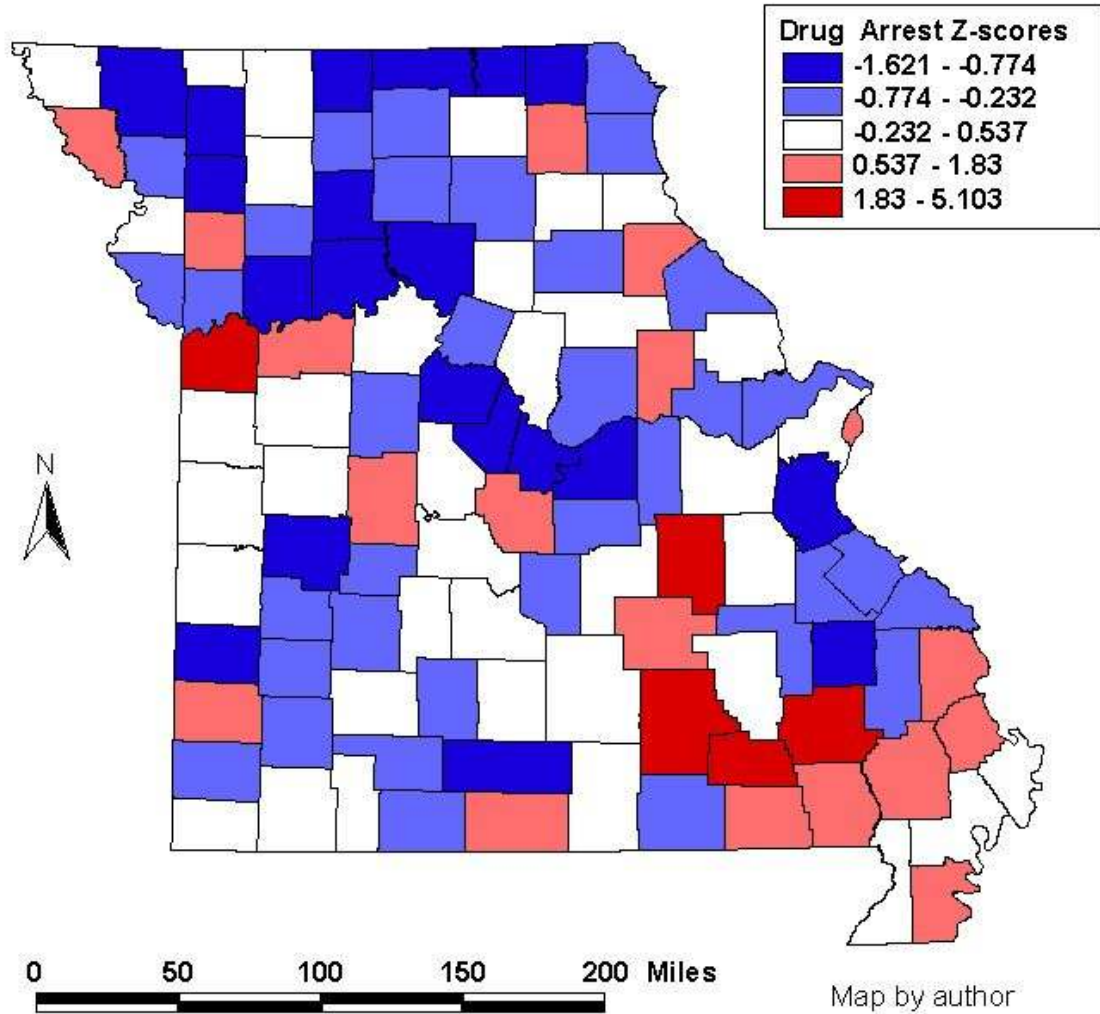 Drug Arrest Z-scores
-1.621 - -0.774
-0.774 - -0.232
-0.232 - 0.537
0.537 - 1.83
1.83 - 5.103
N
0 50 100 150 200 Miles
Map by author